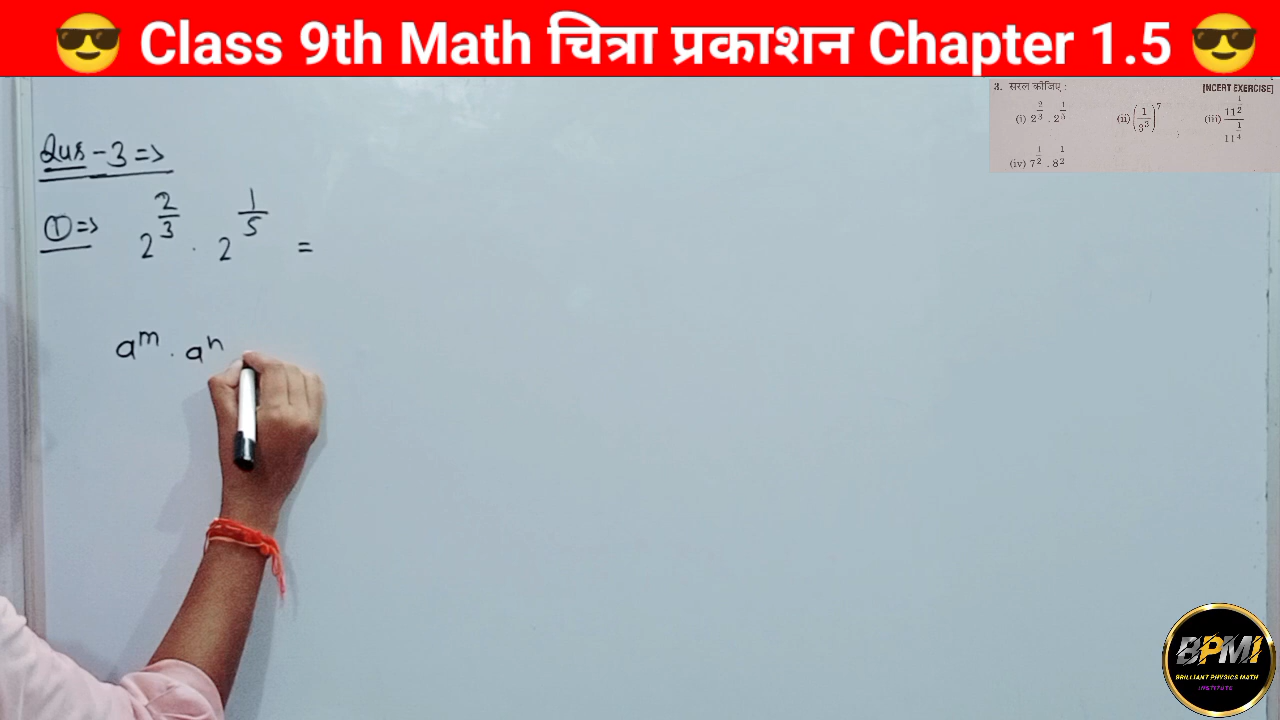 😎 Class 9th Math चित्रा प्रकाशन Chapter 1.5 😎
3. सरल कीजिए : [NCERT EXERCISE]
(i) 2^(2/3) . 2^(1/5) (ii) (1/3^3)^7 (iii) 11^(1/2) / 11^(1/4)
(iv) 7^(1/2) . 8^(1/2)
Qus - 3 =>
① => 2^(2/3) . 2^(1/5) =
a^m . a^n
BPMI
BRILLIANT PHYSICS MATH
INSTITUTE